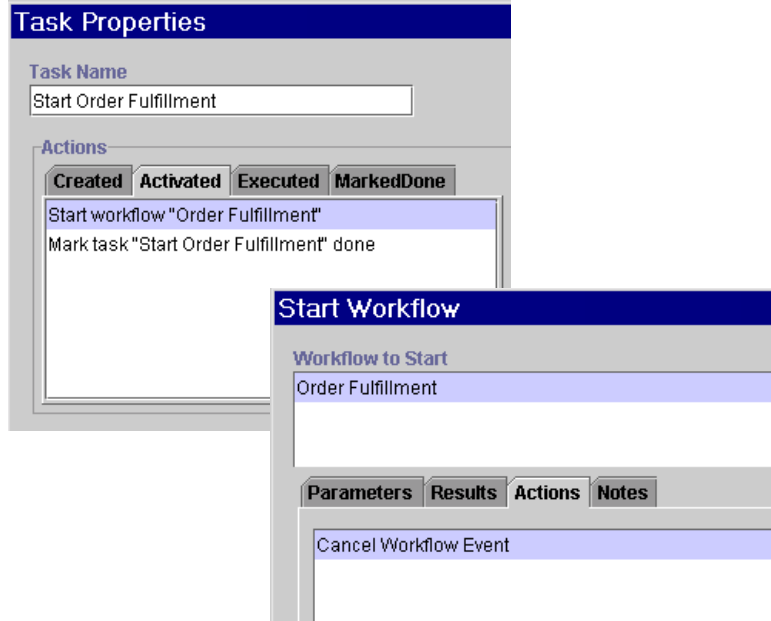 Task Properties
Task Name
Start Order Fulfillment
Actions
Created Activated Executed MarkedDone
Start workflow "Order Fulfillment"
Mark task "Start Order Fulfillment" done
Start Workflow
Workflow to Start
Order Fulfillment
Parameters Results Actions Notes
Cancel Workflow Event